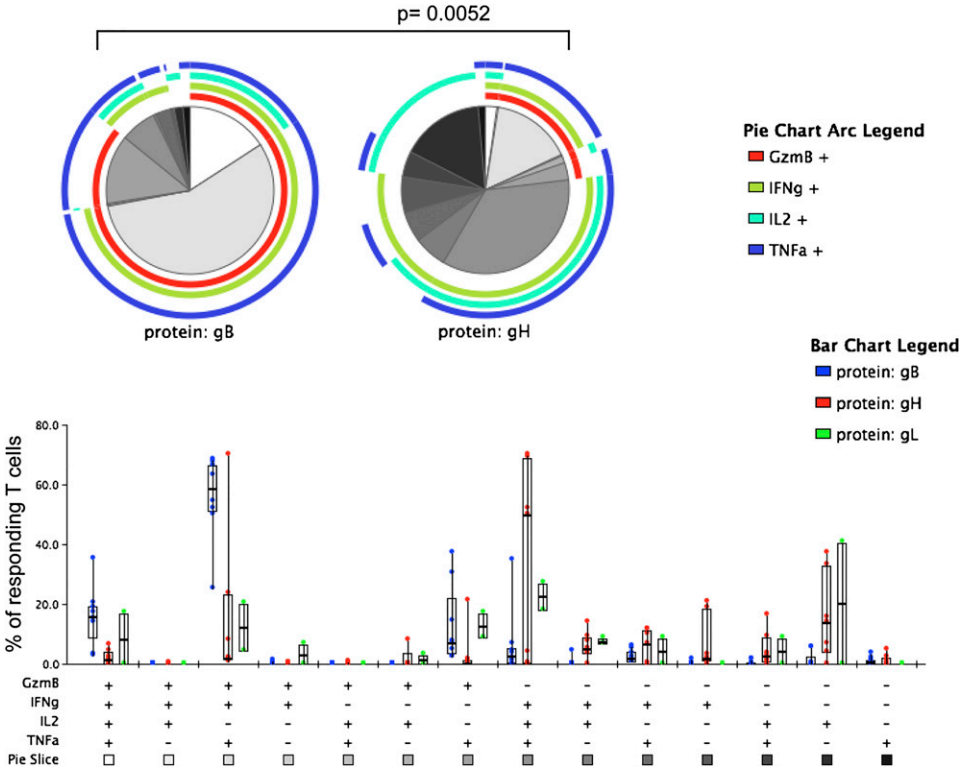 p= 0.0052
protein: gB
protein: gH
Pie Chart Arc Legend
GzmB +
IFNg +
IL2 +
TNFa +
Bar Chart Legend
protein: gB
protein: gH
protein: gL
% of responding T cells
80.0
60.0
40.0
20.0
0.0
GzmB + + + + + + + - - - - - - -
IFNg + + + + - - - + + + + - - -
IL2 + + - - + + - + + - - + + -
TNFa + - + - + - + + - + - + - +
Pie Slice